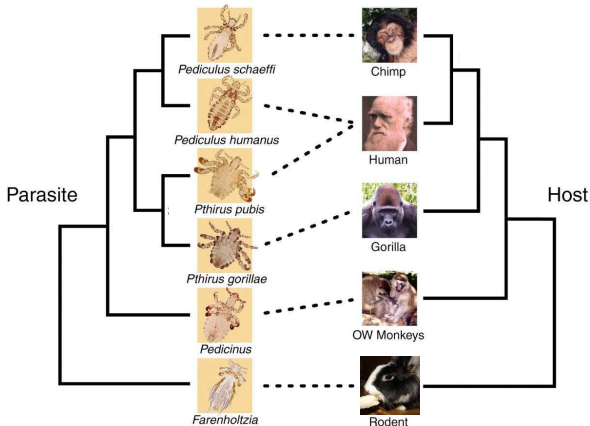 Pediculus schaeffi
Chimp
Pediculus humanus
Human
Parasite
Host
Pthirus pubis
Gorilla
Pthirus gorillae
Pedicinus
OW Monkeys
Farenholtzia
Rodent